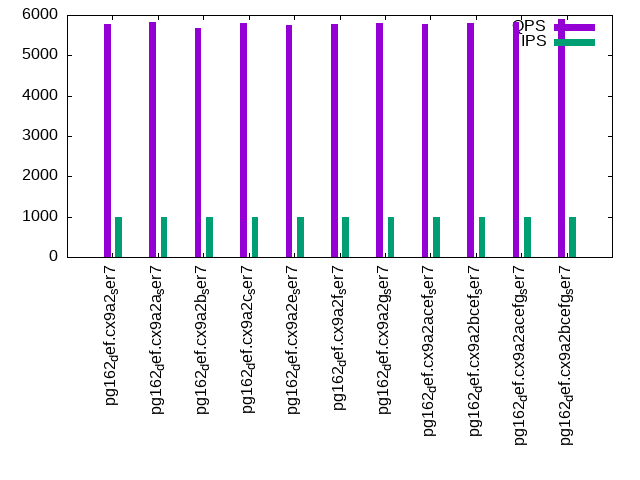 6000
5000
4000
3000
2000
1000
0
QPS
IPS
pg162def.cx9a2ser7
pg162def.cx9a2aser7
pg162def.cx9a2bser7
pg162def.cx9a2cser7
pg162def.cx9a2eser7
pg162def.cx9a2fser7
pg162def.cx9a2gser7
pg162def.cx9a2acefser7
pg162def.cx9a2bcefser7
pg162def.cx9a2acefgser7
pg162def.cx9a2bcefgser7